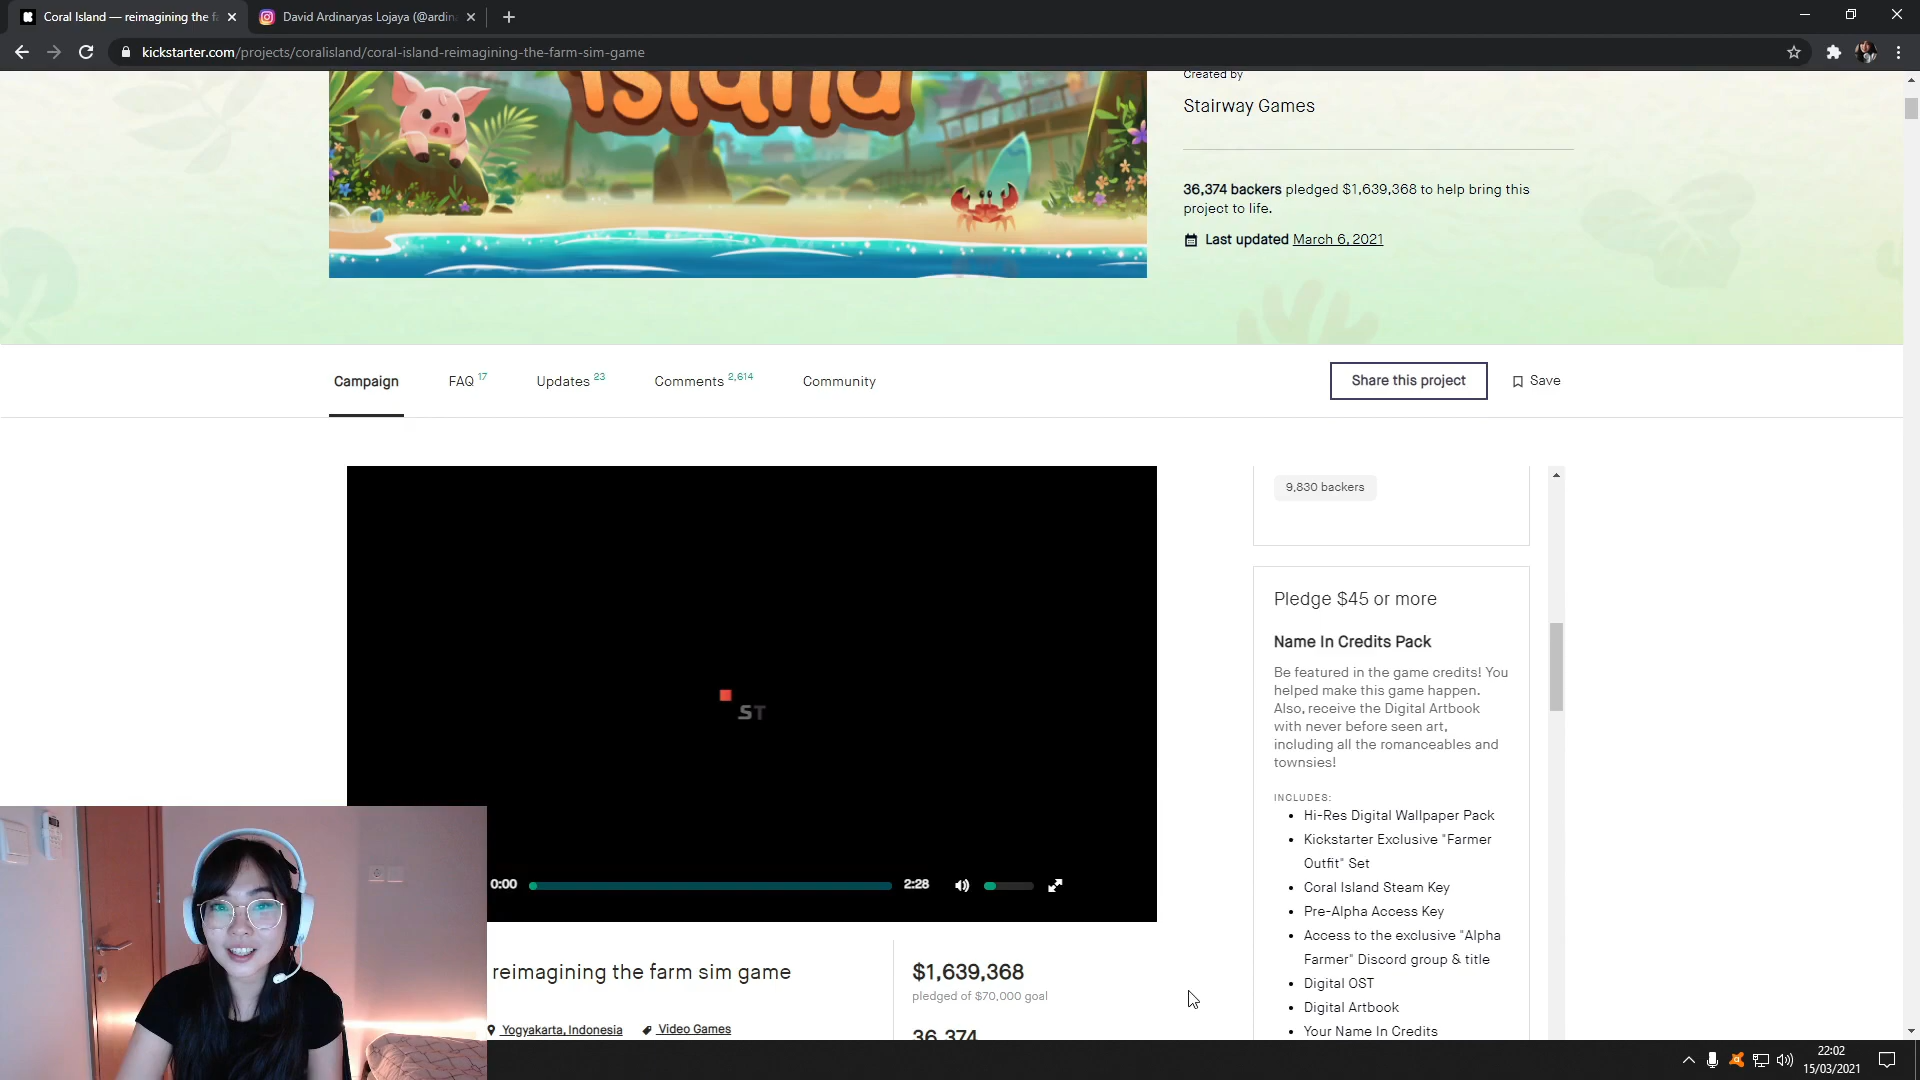 Coral Island — reimagining the f
David Ardinaryas Lojaya (@ardin
kickstarter.com/projects/coralisland/coral-island-reimagining-the-farm-sim-game
Island
Created by
Stairway Games
36,374 backers pledged $1,639,368 to help bring this
project to life.
Last updated March 6, 2021
Campaign
FAQ 17
Updates 23
Comments 2,614
Community
Share this project
Save
ST
0:00
2:28
9,830 backers
Pledge $45 or more
Name In Credits Pack
Be featured in the game credits! You
helped make this game happen.
Also, receive the Digital Artbook
with never before seen art,
including all the romanceables and
townsies!
INCLUDES:
• Hi-Res Digital Wallpaper Pack
• Kickstarter Exclusive "Farmer
Outfit" Set
• Coral Island Steam Key
• Pre-Alpha Access Key
• Access to the exclusive "Alpha
Farmer" Discord group & title
• Digital OST
• Digital Artbook
• Your Name In Credits
reimagining the farm sim game
Yogyakarta, Indonesia
Video Games
$1,639,368
pledged of $70,000 goal
36,374
22:02
15/03/2021